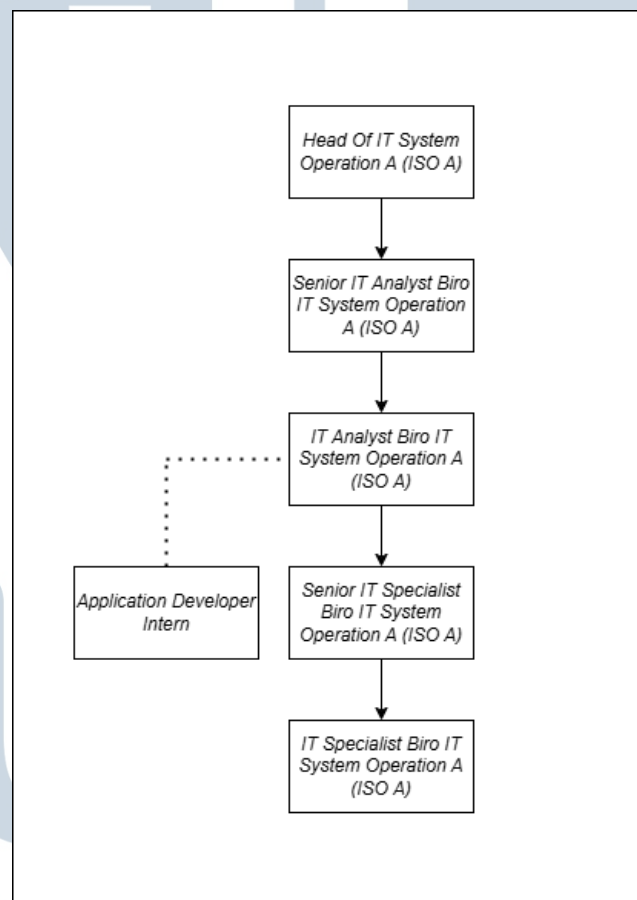 Head Of IT System
Operation A (ISO A)
Senior IT Analyst Biro
IT System Operation
A (ISO A)
IT Analyst Biro IT
System Operation A
(ISO A)
Application Developer
Intern
Senior IT Specialist
Biro IT System
Operation A (ISO A)
IT Specialist Biro IT
System Operation A
(ISO A)